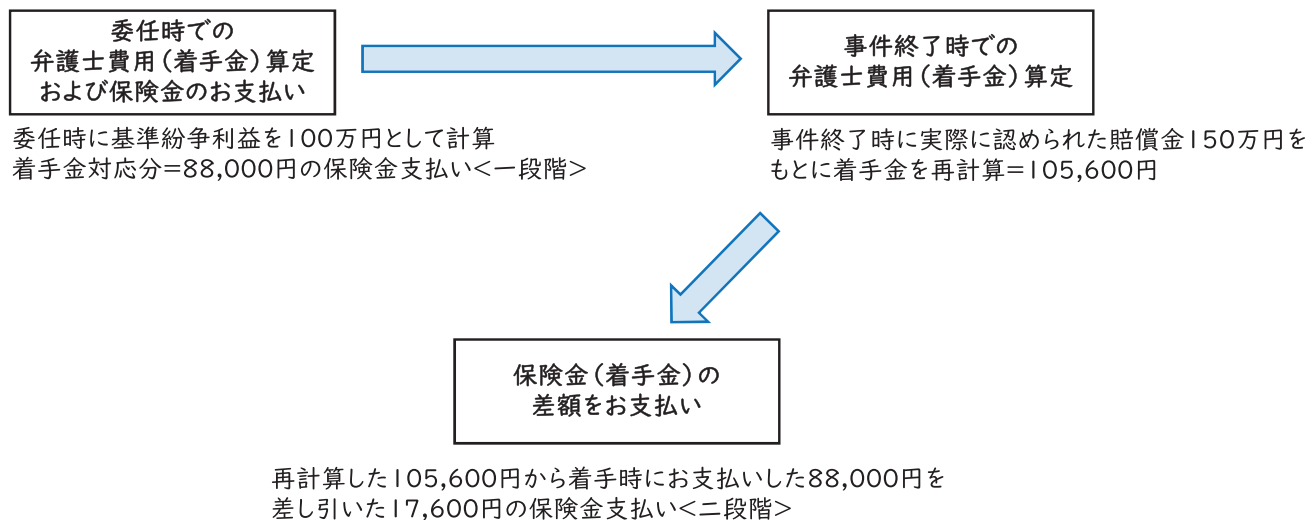 委任時での
弁護士費用(着手金)算定
および保険金のお支払い
委任時に基準紛争利益を100万円として計算
着手金対応分=88,000円の保険金支払い<一段階>
事件終了時での
弁護士費用(着手金)算定
事件終了時に実際に認められた賠償金150万円を
もとに着手金を再計算=105,600円
保険金(着手金)の
差額をお支払い
再計算した105,600円から着手時にお支払いした88,000円を
差し引いた17,600円の保険金支払い<二段階>